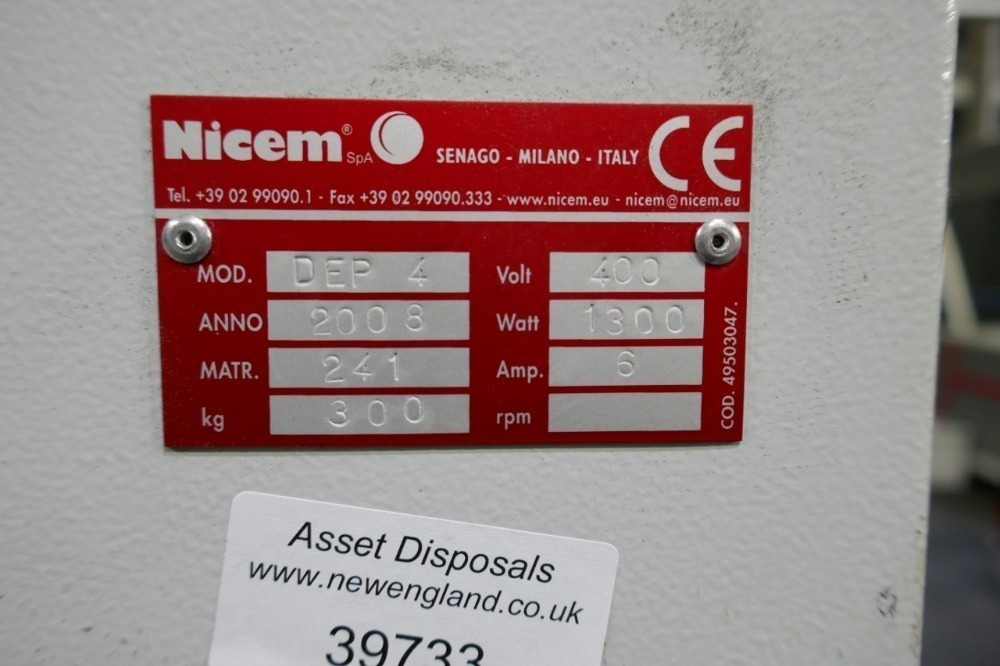 Nicem® SpA SENAGO - MILANO - ITALY CE
Tel. +39 02 99090.1 - Fax +39 02 99090.333 - www.nicem.eu - nicem@nicem.eu
MOD. DEP 4 Volt 400
ANNO 2008 Watt 1300
MATR. 241 Amp. 6
kg 300 rpm
COD. 49503047.
Asset Disposals
www.newengland.co.uk
39733